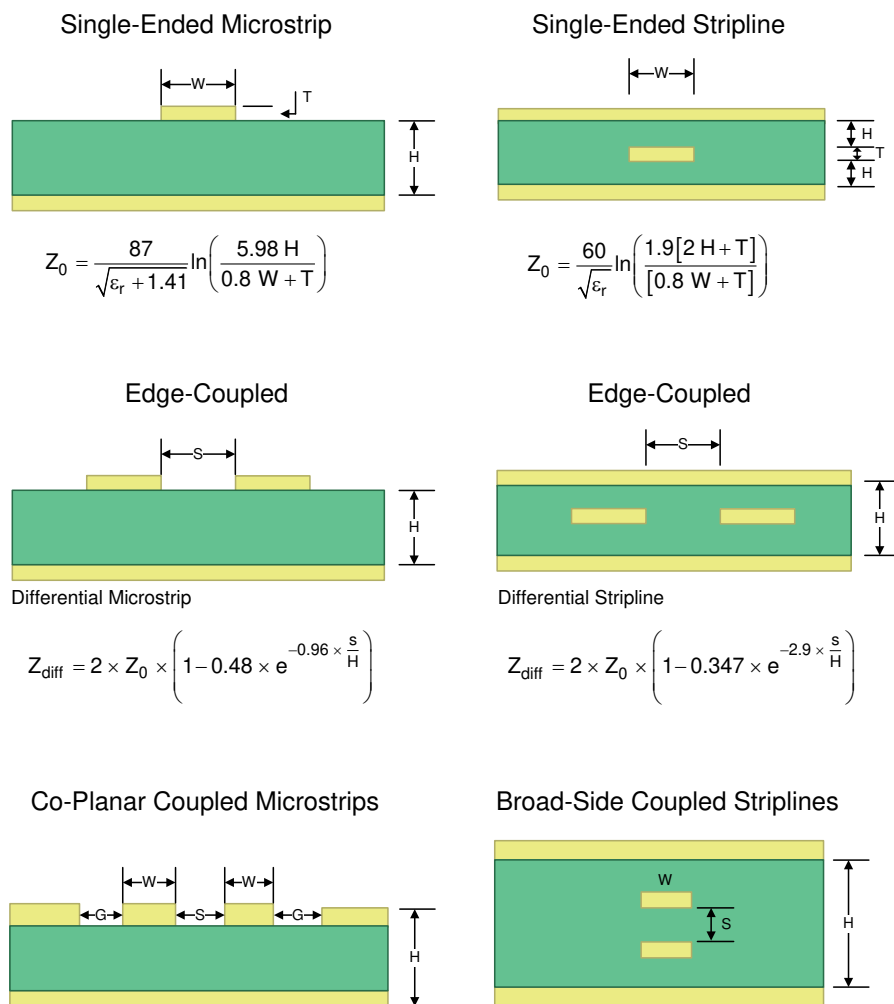 Single-Ended Microstrip
W
T
H
Z₀ = 87 / √(εᵣ + 1.41) ln(5.98 H / 0.8 W + T)
Single-Ended Stripline
W
H
T
H
Z₀ = 60 / √εᵣ ln(1.9[2 H + T] / [0.8 W + T])
Edge-Coupled
S
H
Differential Microstrip
Z_diff = 2 × Z₀ × (1 − 0.48 × e^(−0.96 × s/H))
Edge-Coupled
S
H
Differential Stripline
Z_diff = 2 × Z₀ × (1 − 0.347 × e^(−2.9 × s/H))
Co-Planar Coupled Microstrips
W
W
G
S
G
H
Broad-Side Coupled Striplines
W
S
H